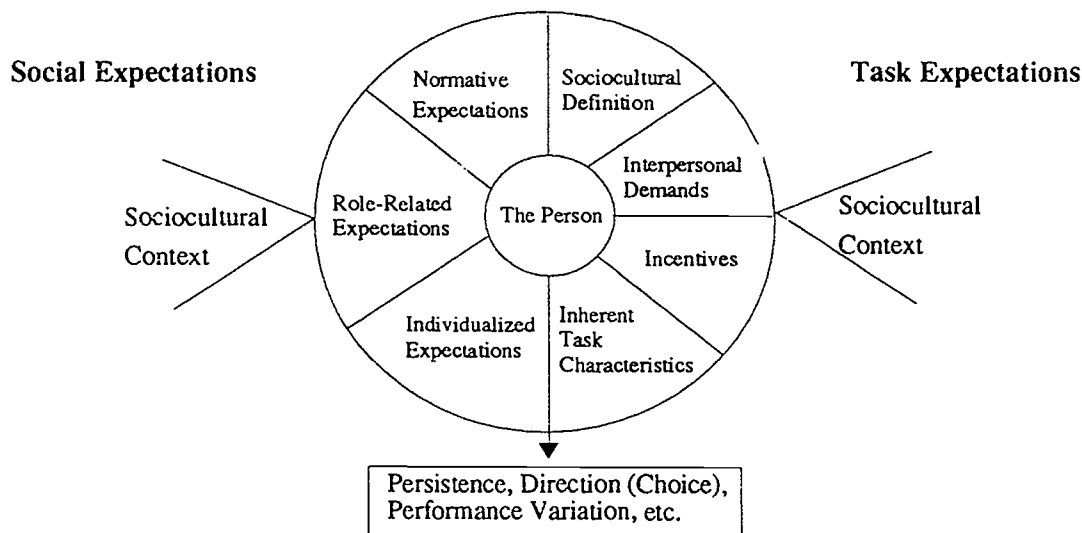 Social Expectations
Task Expectations
Normative
Expectations
Sociocultural
Definition
Interpersonal
Demands
Role-Related
Expectations
The Person
Sociocultural
Context
Sociocultural
Context
Incentives
Individualized
Expectations
Inherent
Task
Characteristics
Persistence, Direction (Choice),
Performance Variation, etc.